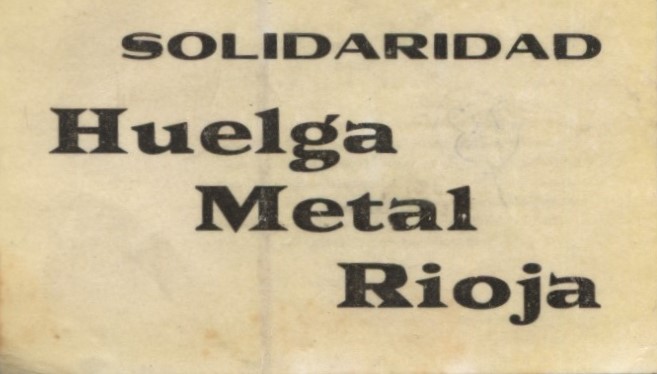 SOLIDARIDAD
Huelga
Metal
Rioja